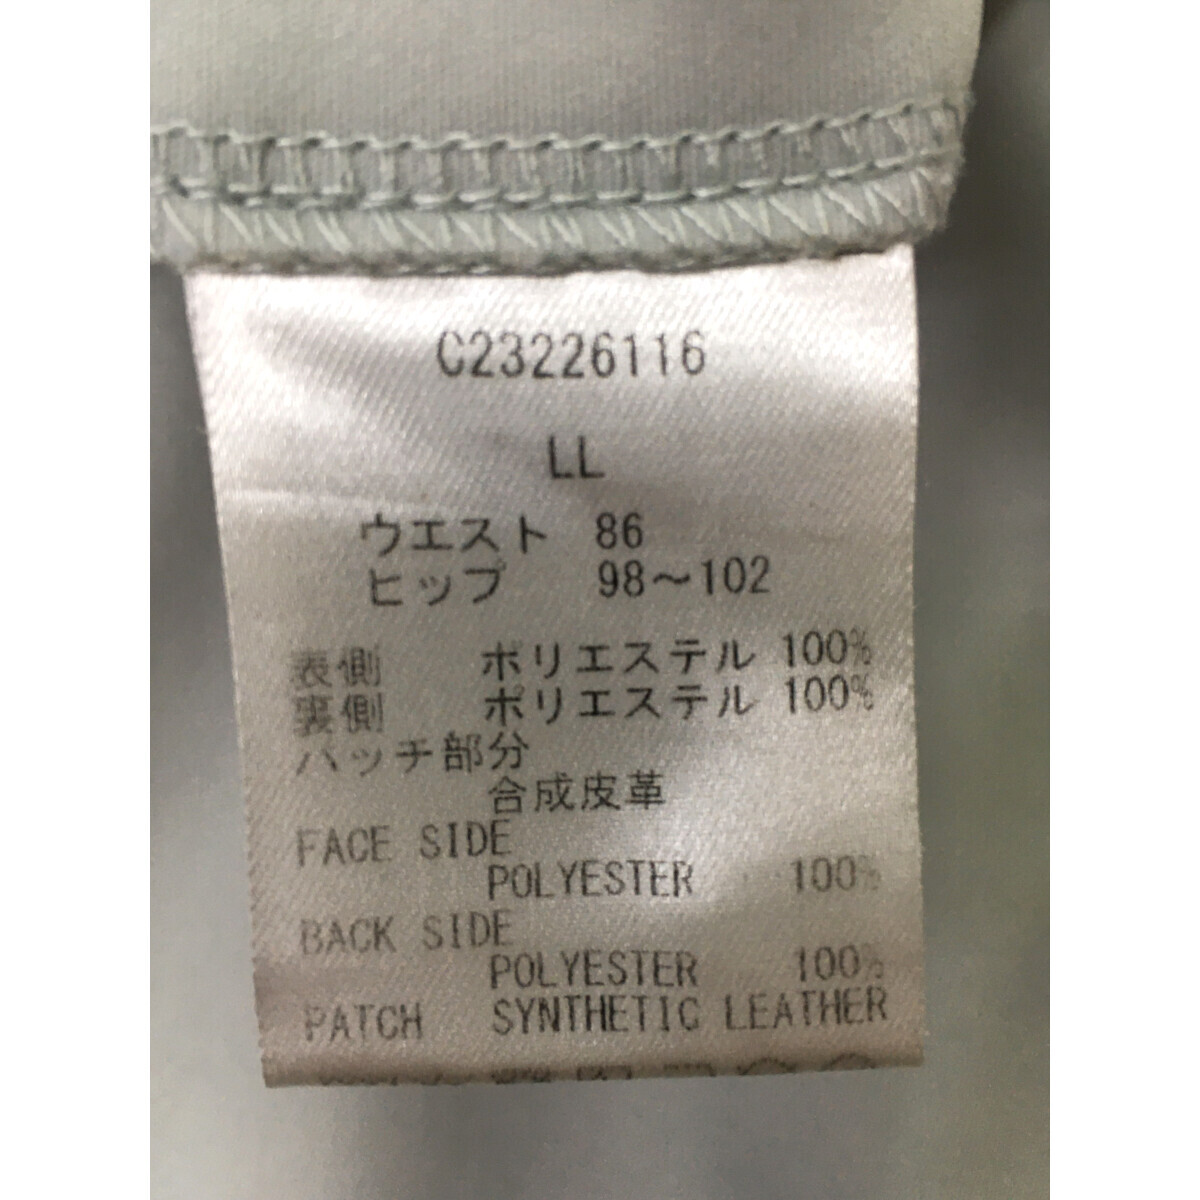 C23226116
LL
ウエスト 86
ヒップ 98～102
表側 ポリエステル 100%
裏側 ポリエステル 100%
パッチ部分
合成皮革
FACE SIDE
POLYESTER 100%
BACK SIDE
POLYESTER 100%
PATCH SYNTHETIC LEATHER